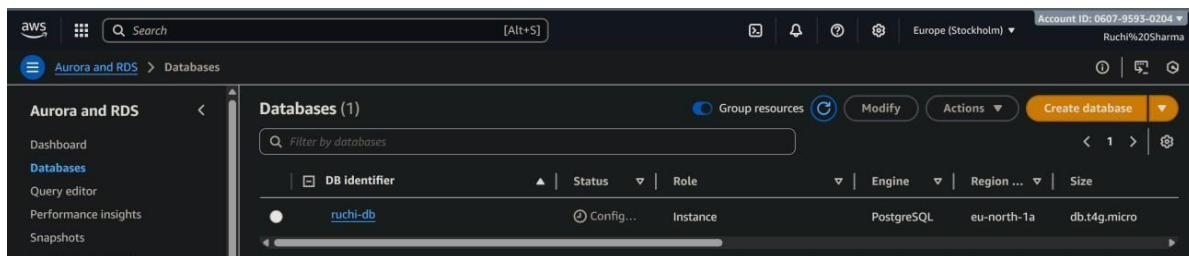 aws
Search [Alt+S] Europe (Stockholm) Account ID: 0607-9593-0204
Ruchi%20Sharma
Aurora and RDS > Databases
Aurora and RDS
Dashboard
Databases
Query editor
Performance insights
Snapshots
Databases (1) Group resources Modify Actions Create database
Filter by databases 1
DB identifier Status Role Engine Region ... Size
ruchi-db Config... Instance PostgreSQL eu-north-1a db.t4g.micro